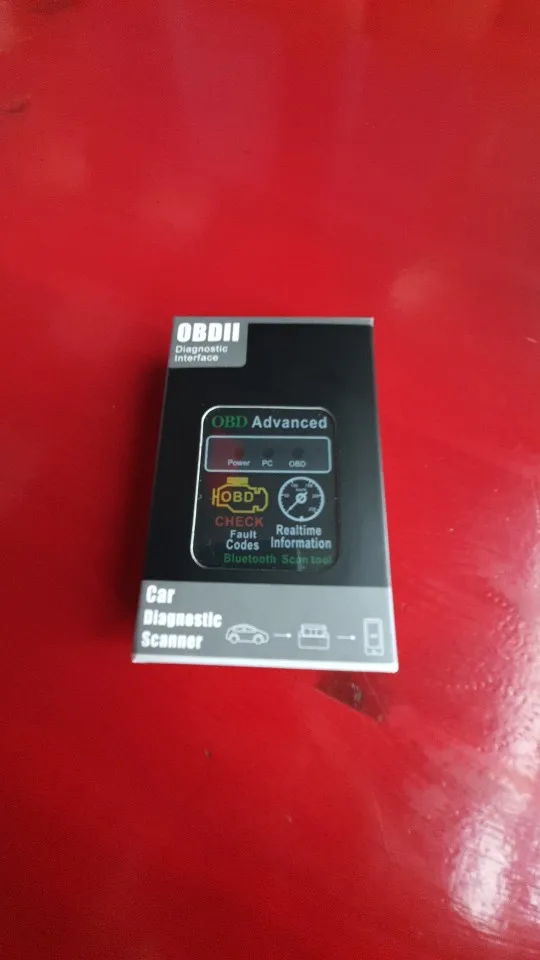 OBDII
Diagnostic
Interface
OBD Advanced
Power PC OBD
OBD
CHECK
Fault
Codes
Realtime
Information
Bluetooth Scan tool
Car
Diagnostic
Scanner